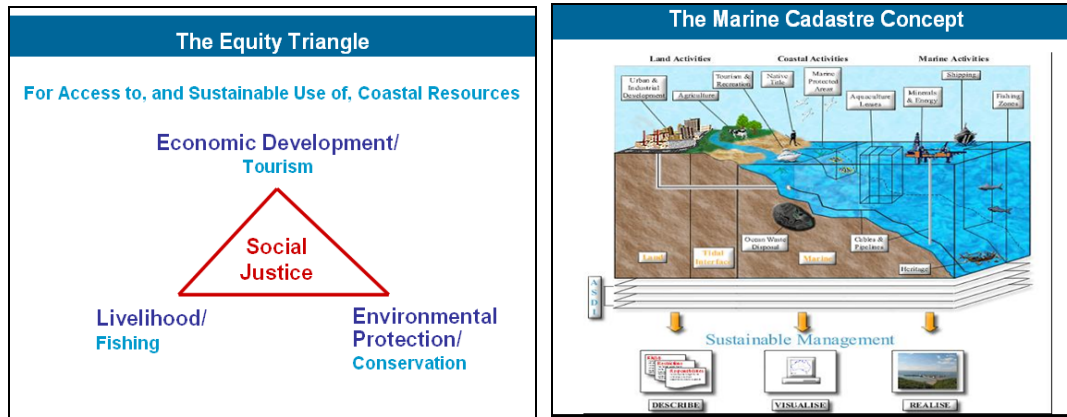 The Equity Triangle
For Access to, and Sustainable Use of, Coastal Resources
Economic Development/
Tourism
Social
Justice
Livelihood/
Fishing
Environmental
Protection/
Conservation
The Marine Cadastre Concept
Land Activities
Coastal Activities
Marine Activities
Urban &
Industrial
Development
Agriculture
Tourism &
Recreation
Native
Title
Marine
Protected
Areas
Aquaculture
Leases
Minerals
& Energy
Shipping
Fishing
Zones
Ocean Waste
Disposal
Cables &
Pipelines
Heritage
Land
Tidal
Interface
Marine
A
S
D
I
Sustainable Management
DESCRIBE
VISUALISE
REALISE